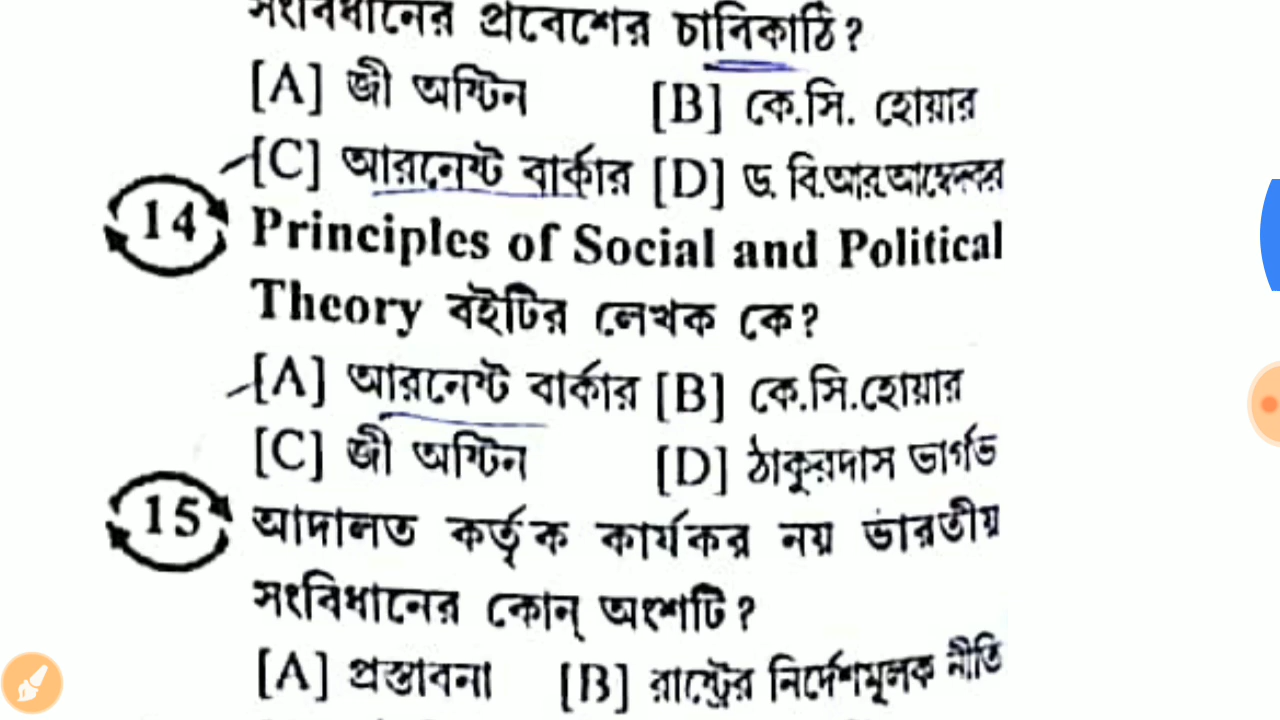 সংবিধানের প্রবেশের চাবিকাঠি?
[A] জী অস্টিন [B] কে.সি. হোয়ার
[C] আরনেস্ট বার্কার [D] ড. বি.আর.আম্বেদকর
14 Principles of Social and Political
Theory বইটির লেখক কে?
[A] আরনেস্ট বার্কার [B] কে.সি.হোয়ার
[C] জী অস্টিন [D] ঠাকুরদাস ভার্গভ
15 আদালত কর্তৃক কার্যকর নয় ভারতীয়
সংবিধানের কোন্ অংশটি?
[A] প্রস্তাবনা [B] রাষ্ট্রের নির্দেশমূলক নীতি